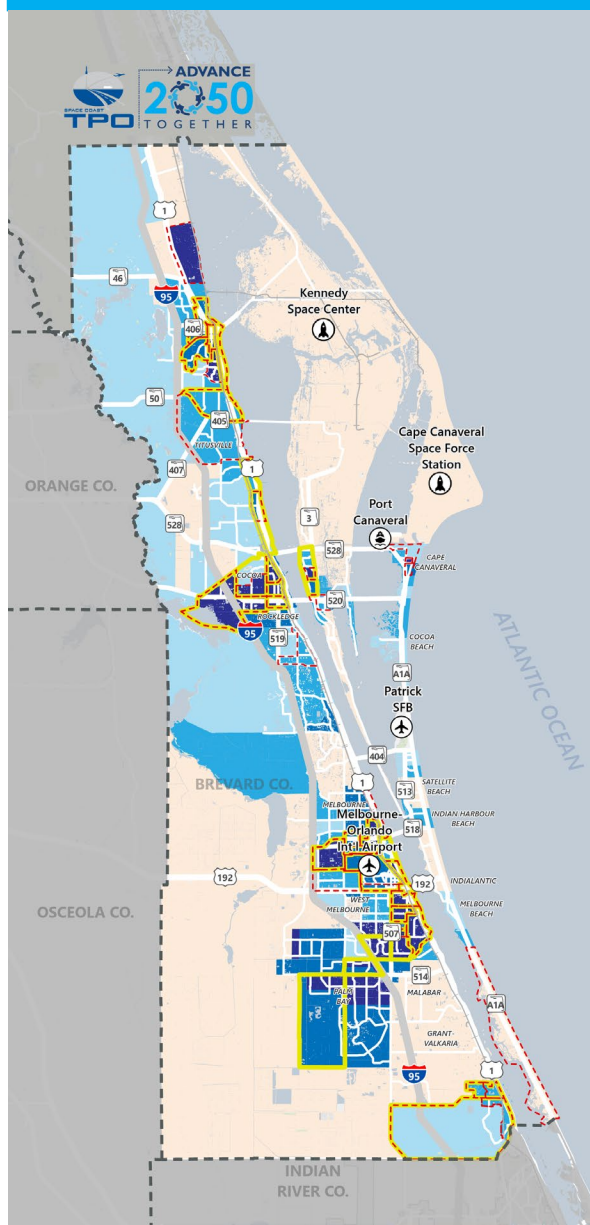 ADVANCE
SPACE COAST
TPO
2050
TOGETHER
1
46
95
Kennedy
Space Center
406
50
405
TITUSVILLE
Cape Canaveral
Space Force
Station
407
1
ORANGE CO.
Port
Canaveral
3
528
528
CAPE
CANAVERAL
COCOA
520
ROCKLEDGE
95
519
COCOA
BEACH
A1A
ATLANTIC OCEAN
Patrick
SFB
404
BREVARD CO.
1
513
SATELLITE
BEACH
MELBOURNE
Melbourne-
Orlando
Int'l Airport
518
INDIAN HARBOUR
BEACH
192
192
INDIALANTIC
OSCEOLA CO.
WEST
MELBOURNE
MELBOURNE
BEACH
507
514
PALM
BAY
MALABAR
A1A
GRANT-
VALKARIA
1
95
INDIAN
RIVER CO.